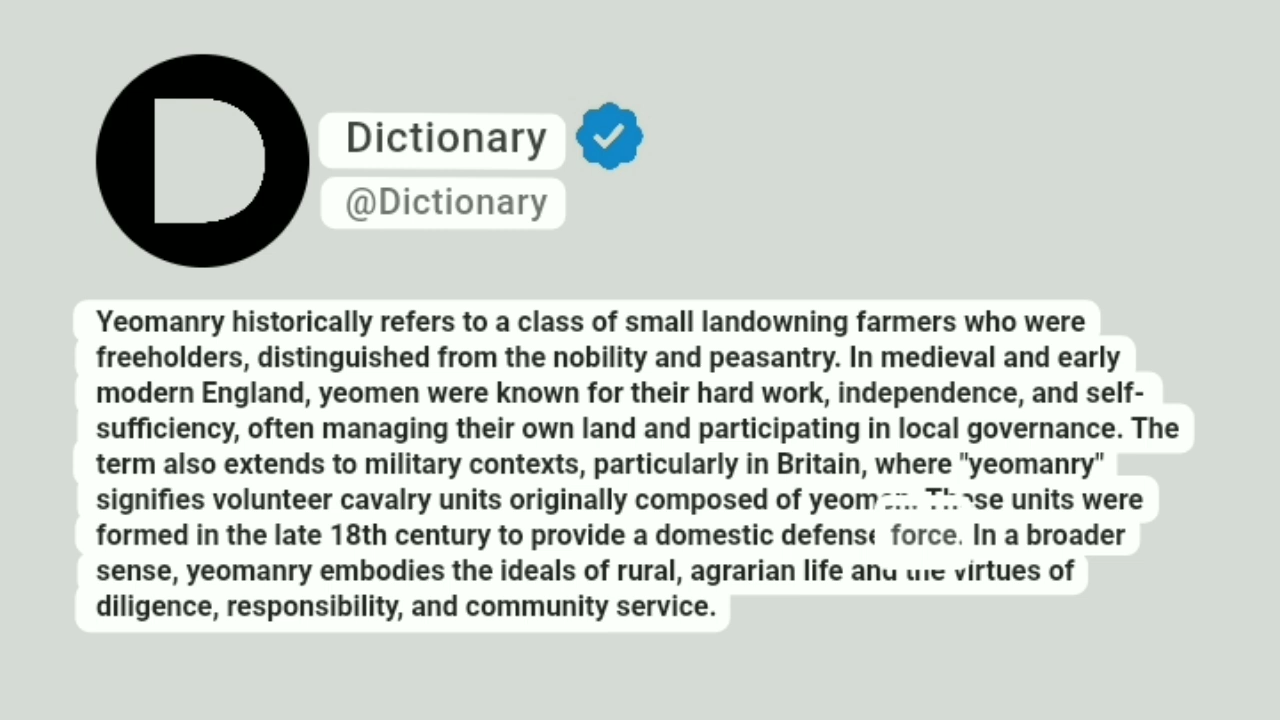 D
Dictionary
@Dictionary
Yeomanry historically refers to a class of small landowning farmers who were
freeholders, distinguished from the nobility and peasantry. In medieval and early
modern England, yeomen were known for their hard work, independence, and self-
sufficiency, often managing their own land and participating in local governance. The
term also extends to military contexts, particularly in Britain, where "yeomanry"
signifies volunteer cavalry units originally composed of yeomen. These units were
formed in the late 18th century to provide a domestic defense force. In a broader
sense, yeomanry embodies the ideals of rural, agrarian life and the virtues of
diligence, responsibility, and community service.